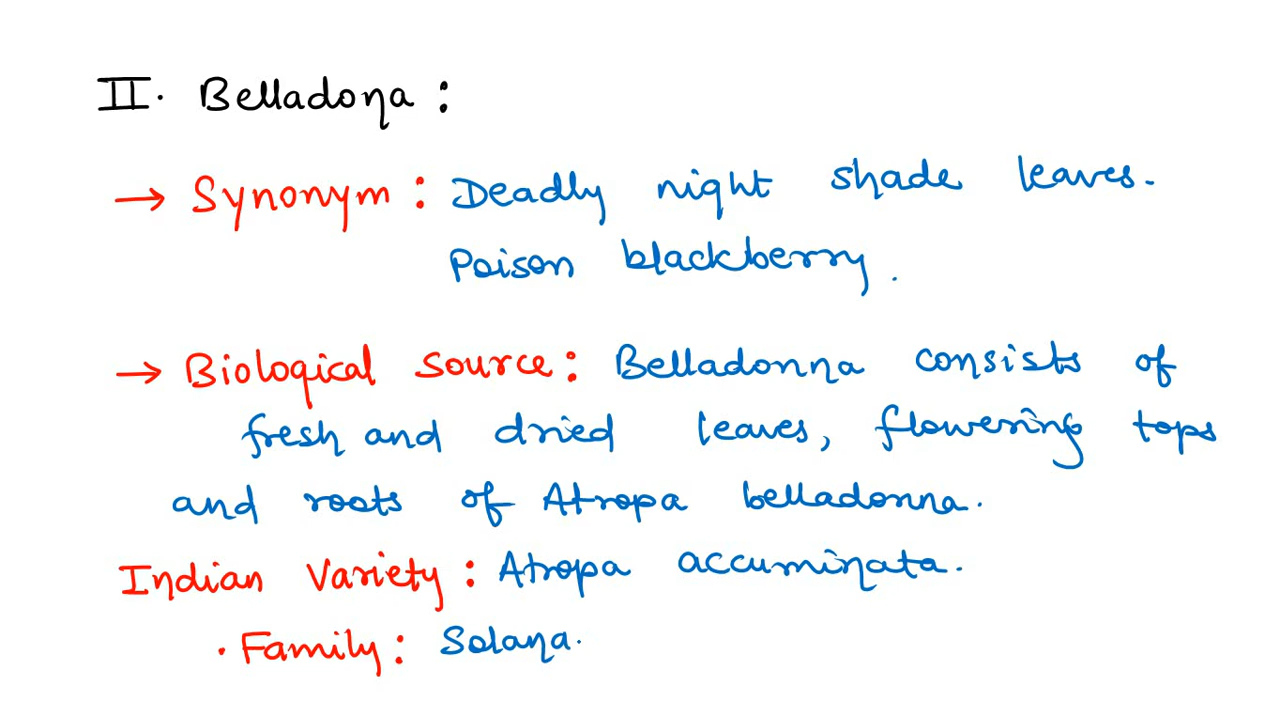 II. Belladona :
→ Synonym : Deadly night shade leaves.
Poison blackberry.
→ Biological source : Belladonna consists of
fresh and dried leaves, flowering tops
and roots of Atropa belladonna.
Indian Variety : Atropa accuminata.
· Family : Solana.